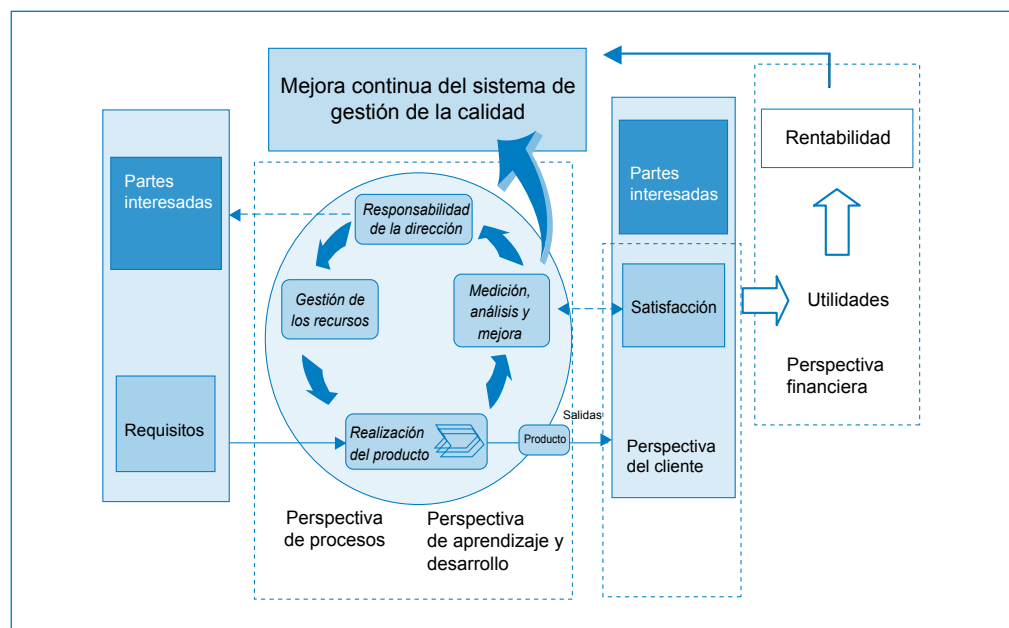 Mejora continua del sistema de
gestión de la calidad
Partes
interesadas
Requisitos
Responsabilidad
de la dirección
Gestión de
los recursos
Medición,
análisis y
mejora
Realización
del producto
Producto
Salidas
Perspectiva
de procesos
Perspectiva
de aprendizaje y
desarrollo
Partes
interesadas
Satisfacción
Perspectiva
del cliente
Rentabilidad
Utilidades
Perspectiva
financiera